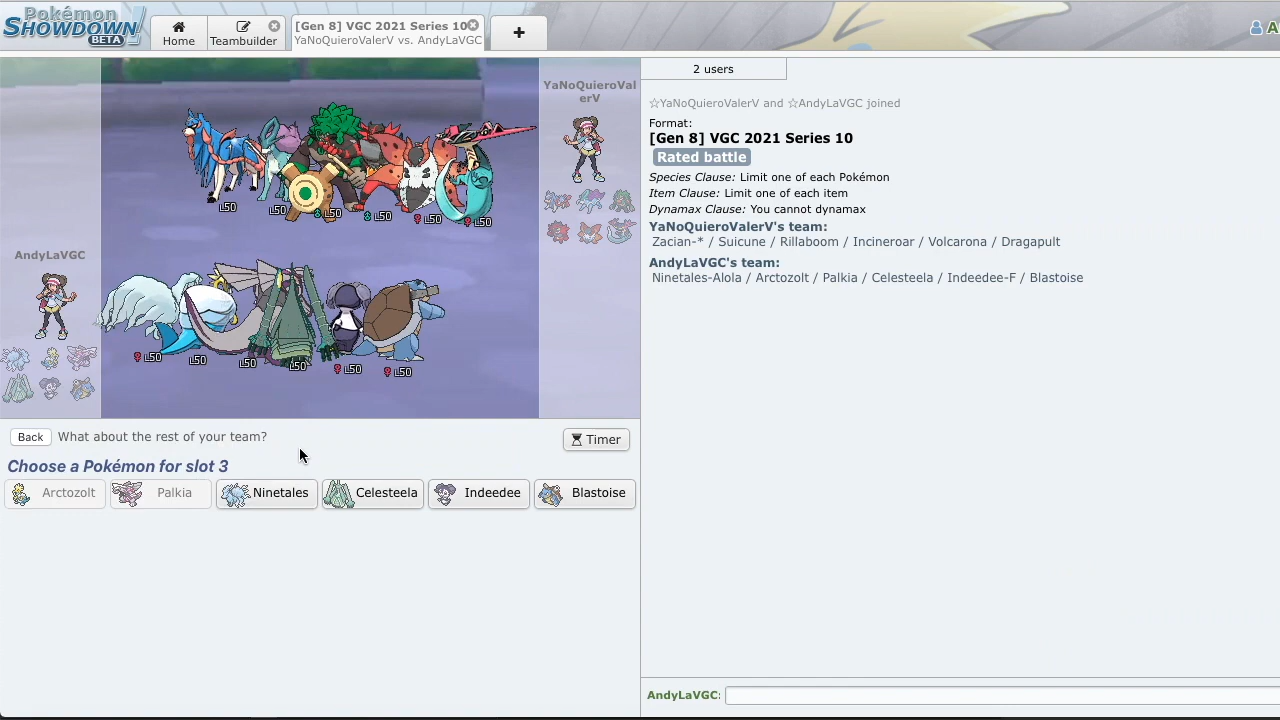 Pokémon
SHOWDOWN
BETA
Home
Teambuilder
[Gen 8] VGC 2021 Series 10
YaNoQuieroValerV vs. AndyLaVGC
+
A
YaNoQuieroVal
erV
L50
L50
L50
L50
L50
L50
AndyLaVGC
L50
L50
L50
L50
L50
L50
Back
What about the rest of your team?
Timer
Choose a Pokémon for slot 3
Arctozolt
Palkia
Ninetales
Celesteela
Indeedee
Blastoise
2 users
☆YaNoQuieroValerV and ☆AndyLaVGC joined
Format:
[Gen 8] VGC 2021 Series 10
Rated battle
Species Clause: Limit one of each Pokémon
Item Clause: Limit one of each item
Dynamax Clause: You cannot dynamax
YaNoQuieroValerV's team:
Zacian-* / Suicune / Rillaboom / Incineroar / Volcarona / Dragapult
AndyLaVGC's team:
Ninetales-Alola / Arctozolt / Palkia / Celesteela / Indeedee-F / Blastoise
AndyLaVGC: